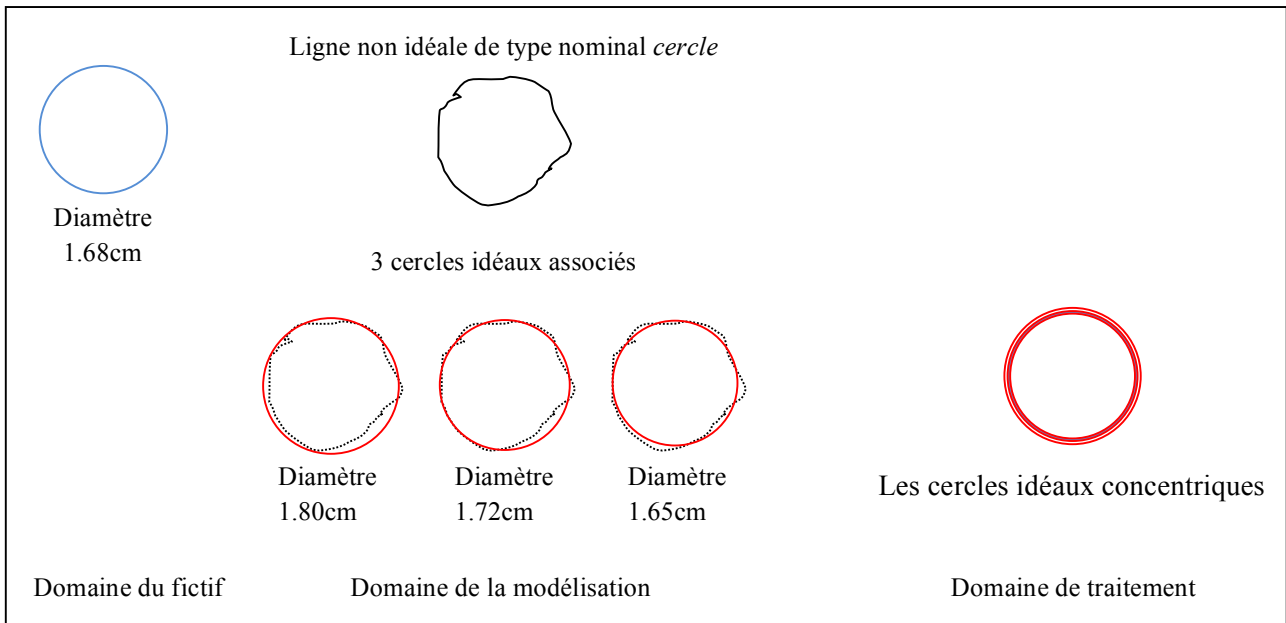 Ligne non idéale de type nominal cercle
Diamètre
1.68cm
3 cercles idéaux associés
Diamètre
1.80cm
Diamètre
1.72cm
Diamètre
1.65cm
Les cercles idéaux concentriques
Domaine du fictif
Domaine de la modélisation
Domaine de traitement